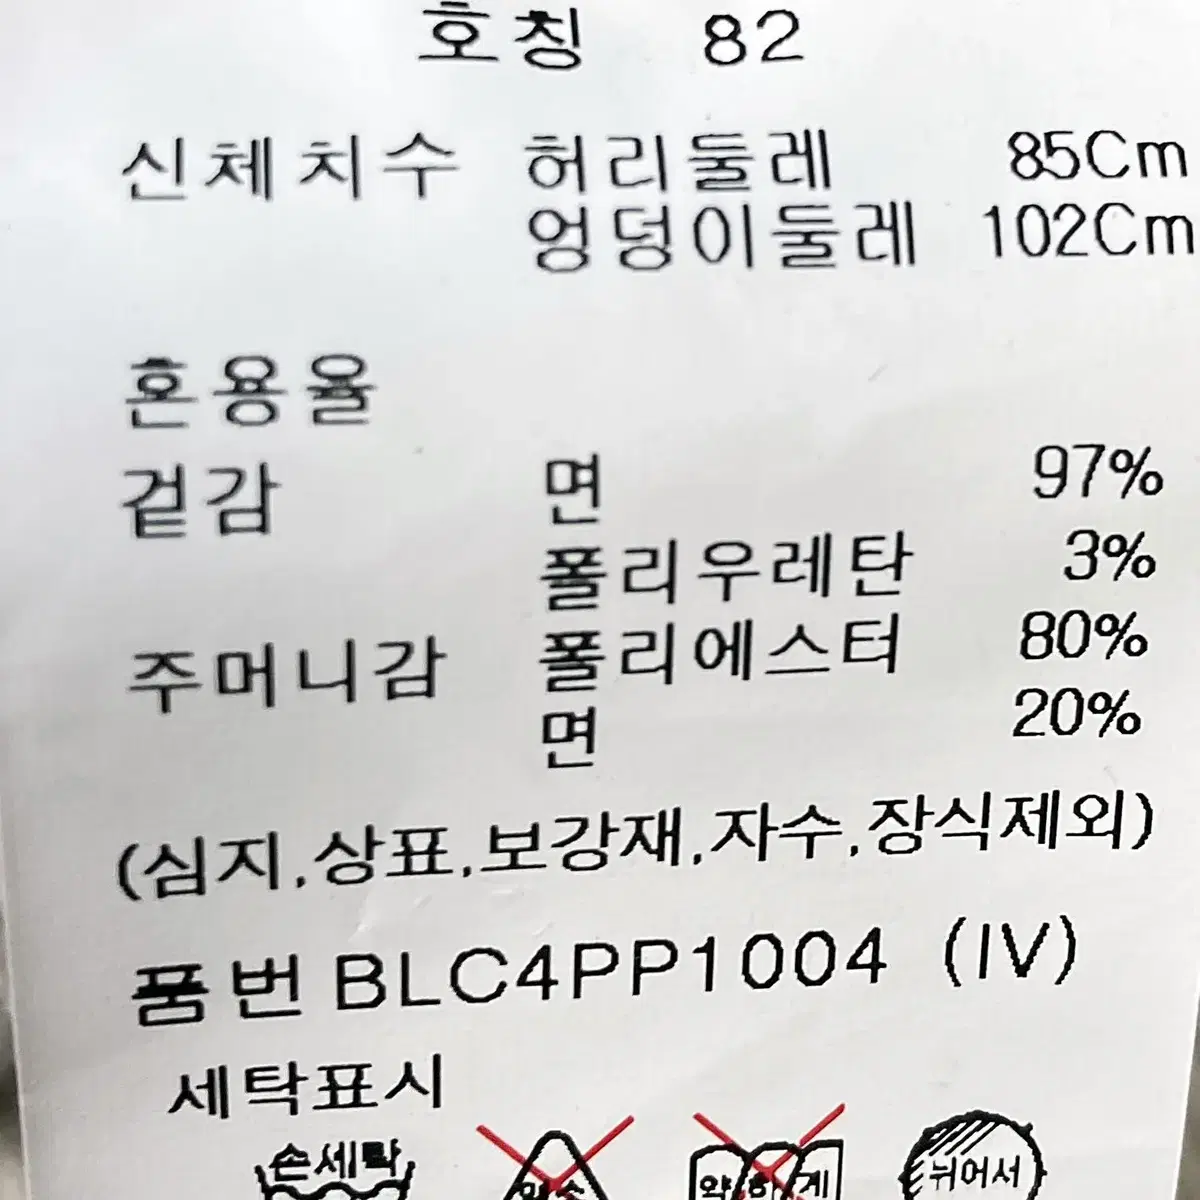 호칭 82
신체치수 허리둘레 85Cm
엉덩이둘레 102Cm
혼용율
겉감 면 97%
폴리우레탄 3%
주머니감 폴리에스터 80%
면 20%
(심지.상표.보강재.자수.장식제외)
품번 BLC4PP1004 (IV)
세탁표시
손세탁 약하게 뉘어서